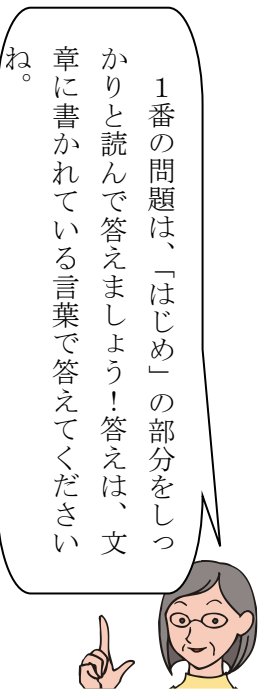 １番の問題は、「はじめ」の部分をしっ
かりと読んで答えましょう！答えは、文
章に書かれている言葉で答えてください
ね。